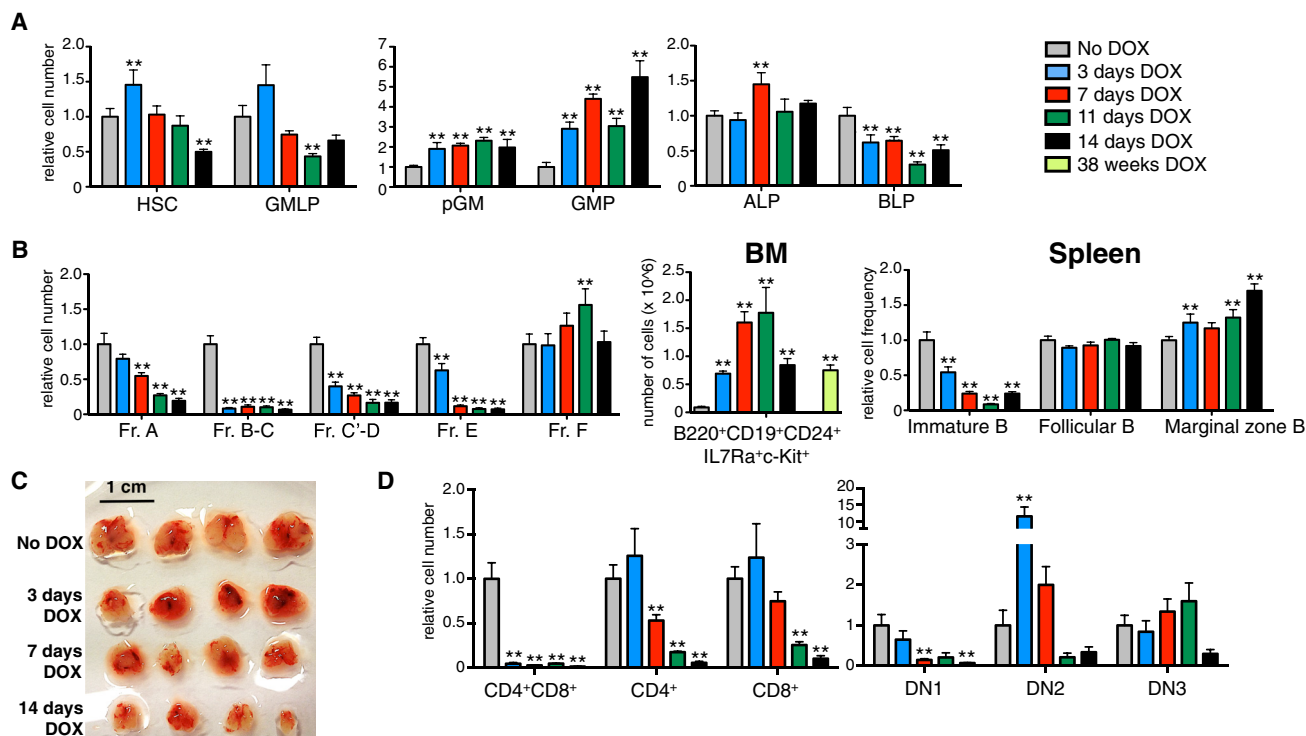 A
relative cell number
2.0
1.5
1.0
0.5
0
**
**
**
HSC
GMLP
7
6
5
4
3
2
1
0
** ** ** **
** ** ** **
pGM
GMP
2.0
1.5
1.0
0.5
0
**
** ** ** **
ALP
BLP
No DOX
3 days DOX
7 days DOX
11 days DOX
14 days DOX
38 weeks DOX
B
relative cell number
2.0
1.5
1.0
0.5
0
** ** **
** ** ** **
** ** ** **
** ** ** **
**
Fr. A
Fr. B-C
Fr. C'-D
Fr. E
Fr. F
BM
number of cells (x 10^6)
2.5
2.0
1.5
1.0
0.5
0
** ** ** ** **
B220+CD19+CD24+
IL7Ra+c-Kit+
Spleen
relative cell frequency
2.0
1.5
1.0
0.5
0
** ** ** **
** ** **
Immature B
Follicular B
Marginal zone B
C
1 cm
No DOX
3 days
DOX
7 days
DOX
14 days
DOX
D
relative cell number
2.0
1.5
1.0
0.5
0
** ** ** **
** ** **
** **
CD4+CD8+
CD4+
CD8+
20
15
10
3
2
1
0
** **
**
DN1
DN2
DN3